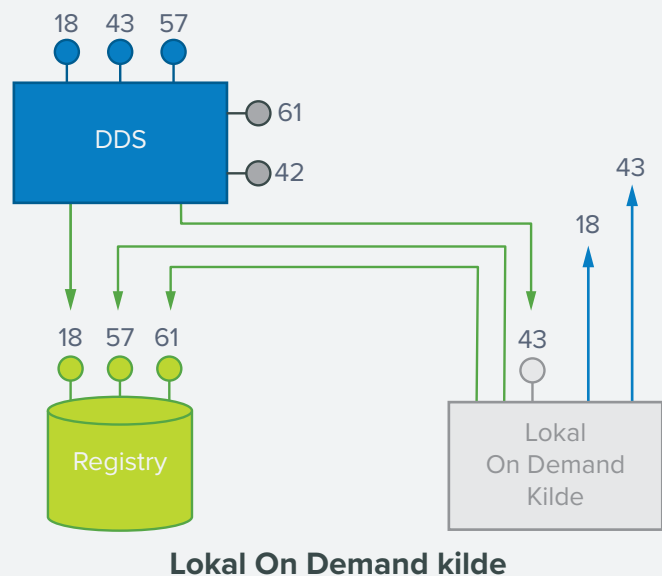 18 43 57
61
DDS
42
43
18
18 57 61
43
Registry
Lokal
On Demand
Kilde
Lokal On Demand kilde